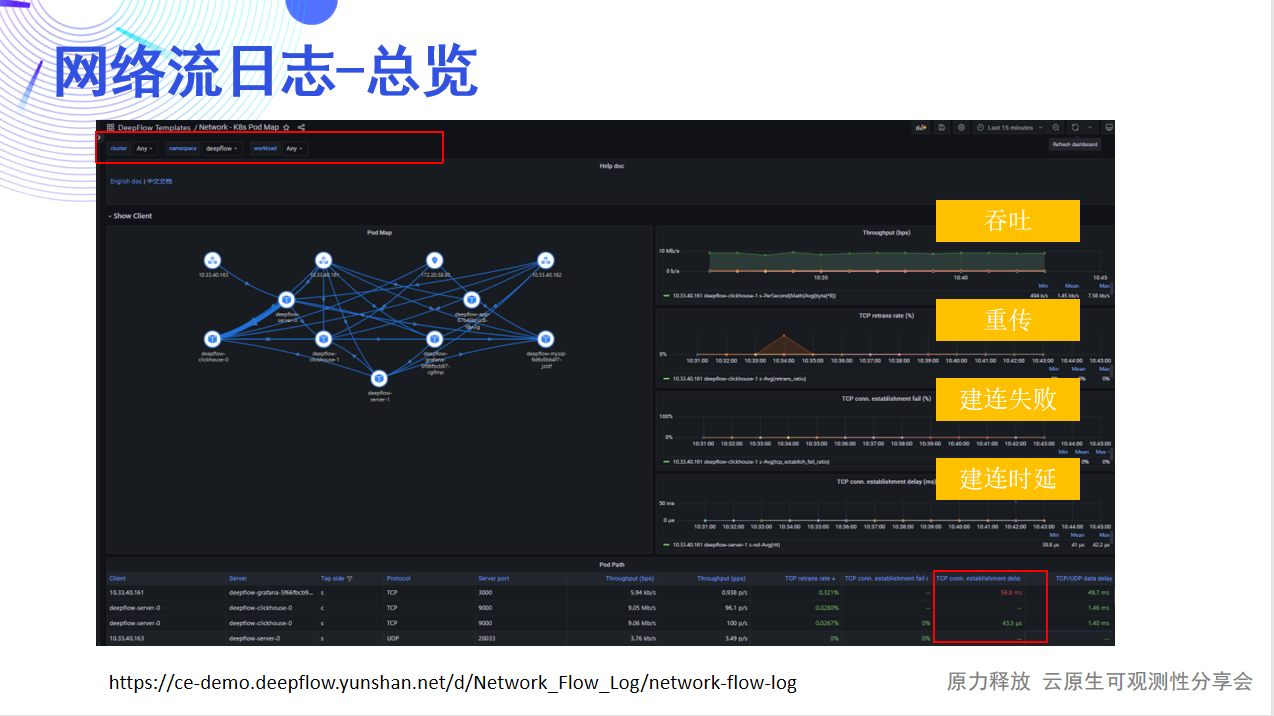 网络流日志-总览
DeepFlow Templates / Network - K8s Pod Map
Last 15 minutes
cluster Any namespace deepflow workload Any
Refresh dashboard
Help doc
English doc | 中文文档
Show Client
Pod Map
10.33.40.163
10.33.40.161
172.20.58.95
10.33.40.162
deepflow-server-0
deepflow-clickhouse-0
deepflow-clickhouse-1
deepflow-grafana-
deepflow-mysql-
deepflow-server-1
吞吐
Throughput (bps)
10 Mb/s
0 b/s
10:35 10:40 10:45
Min Mean Max
10.33.40.161 deepflow-clickhouse-1 s-PerSecond(Math(Avg(byte)*8)) 494 b/s 1.45 kb/s 7.56 kb/s
重传
TCP retrans rate (%)
0%
10:31:00 10:32:00 10:33:00 10:34:00 10:35:00 10:36:00 10:37:00 10:38:00 10:39:00 10:40:00 10:41:00 10:42:00 10:43:00 10:44:00 10:45:00
Min Mean Max
10.33.40.161 deepflow-clickhouse-1 s-Avg(retrans_ratio) 0% 0%
建连失败
TCP conn. establishment fail (%)
100%
0%
10:31:00 10:32:00 10:33:00 10:34:00 10:35:00 10:36:00 10:37:00 10:38:00 10:39:00 10:40:00 10:41:00 10:42:00 10:43:00 10:44:00 10:45:00
Min Mean Max
10.33.40.161 deepflow-clickhouse-1 s-Avg(tcp_establish_fail_ratio) 0% 0%
建连时延
TCP conn. establishment delay (ms)
50 ms
0 µs
10:31:00 10:32:00 10:33:00 10:34:00 10:35:00 10:36:00 10:37:00 10:38:00 10:39:00 10:40:00 10:41:00 10:42:00 10:43:00 10:44:00 10:45:00
Min Mean Max
10.33.40.161 deepflow-server-1 s-nd-Avg(rtt) 39.8 µs 41 µs 42.2 µs
Pod Path
Client Server Tap side Protocol Server port Throughput (bps) Throughput (pps) TCP retrans rate TCP conn. establishment fail r TCP conn. establishment delay TCP/UDP data delay
10.33.40.161 deepflow-grafana-5f66fbcb9... s TCP 3000 5.94 kb/s 0.938 p/s 0.321% -- 56.8 ms 49.7 ms
deepflow-server-0 deepflow-clickhouse-0 c TCP 9000 9.05 Mb/s 96.1 p/s 0.0280% -- -- 1.46 ms
deepflow-server-0 deepflow-clickhouse-0 s TCP 9000 9.06 Mb/s 100 p/s 0.0267% 0% 43.5 µs 1.40 ms
10.33.40.163 deepflow-server-0 s UDP 20033 3.76 kb/s 3.49 p/s 0% 0% -- --
https://ce-demo.deepflow.yunshan.net/d/Network_Flow_Log/network-flow-log
原力释放 云原生可观测性分享会